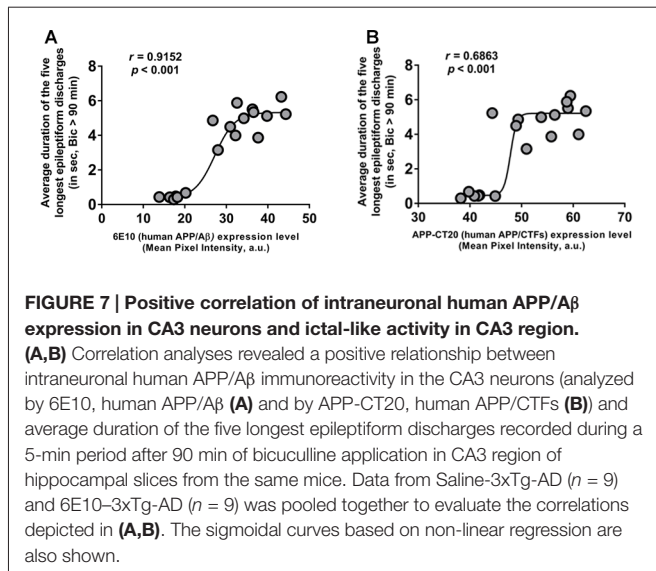 A
r = 0.9152
p < 0.001
Average duration of the five
longest epileptiform discharges
(in sec, Bic > 90 min)
8
6
4
2
0
0 10 20 30 40 50
6E10 (human APP/Aβ) expression level
(Mean Pixel Intensity, a.u.)
B
r = 0.6863
p < 0.001
Average duration of the five
longest epileptiform discharges
(in sec, Bic > 90 min)
8
6
4
2
0
30 40 50 60 70
APP-CT20 (human APP/CTFs) expression level
(Mean Pixel Intensity, a.u.)
FIGURE 7 | Positive correlation of intraneuronal human APP/Aβ
expression in CA3 neurons and ictal-like activity in CA3 region.
(A,B) Correlation analyses revealed a positive relationship between
intraneuronal human APP/Aβ immunoreactivity in the CA3 neurons (analyzed
by 6E10, human APP/Aβ (A) and by APP-CT20, human APP/CTFs (B)) and
average duration of the five longest epileptiform discharges recorded during a
5-min period after 90 min of bicuculline application in CA3 region of
hippocampal slices from the same mice. Data from Saline-3xTg-AD (n = 9)
and 6E10–3xTg-AD (n = 9) was pooled together to evaluate the correlations
depicted in (A,B). The sigmoidal curves based on non-linear regression are
also shown.